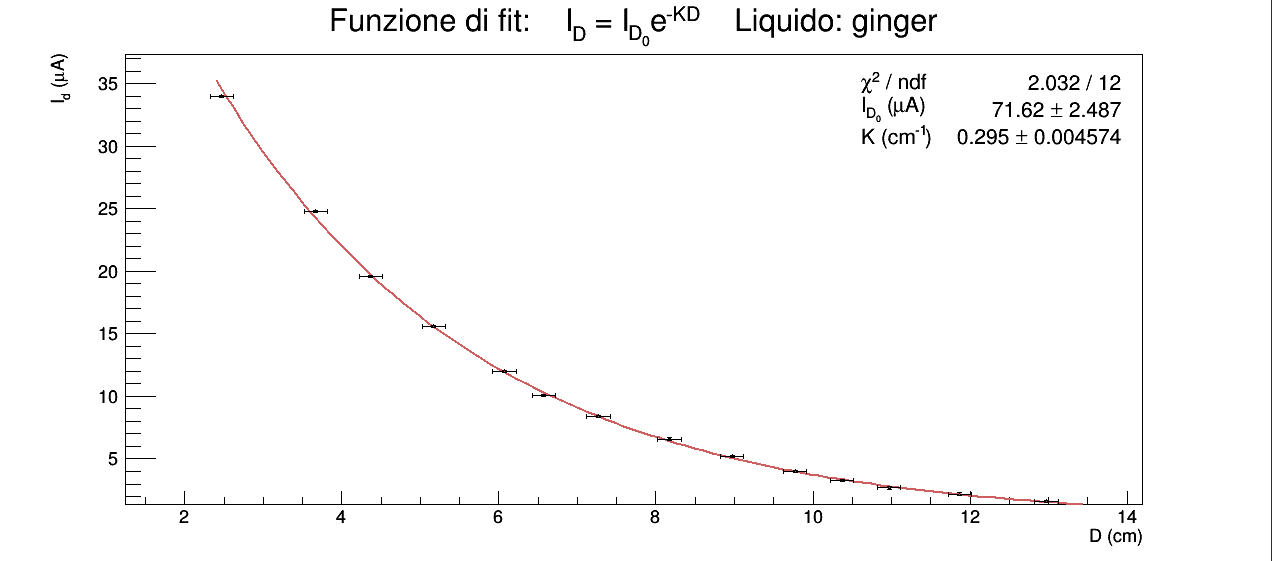 Funzione di fit: I_D = I_D₀e^-KD Liquido: ginger
I_d (μA)
χ² / ndf 2.032 / 12
I_D₀ (μA) 71.62 ± 2.487
K (cm⁻¹) 0.295 ± 0.004574
35
30
25
20
15
10
5
2 4 6 8 10 12 14
D (cm)